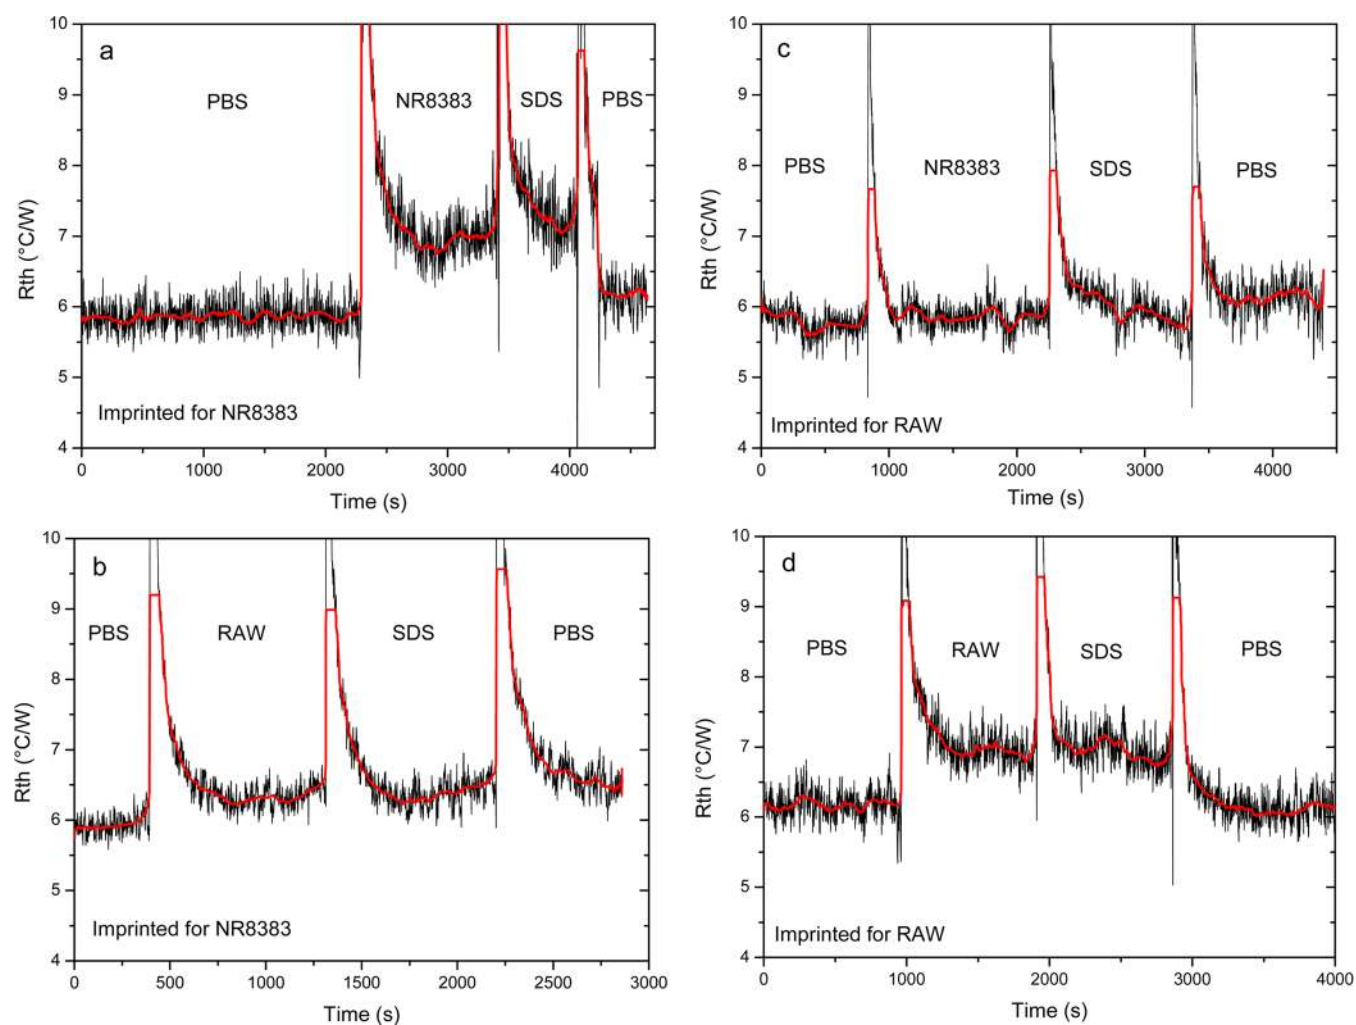 a
PBS
NR8383
SDS
PBS
Imprinted for NR8383
Rth (°C/W)
10
9
8
7
6
5
4
0
1000
2000
3000
4000
Time (s)
c
PBS
NR8383
SDS
PBS
Imprinted for RAW
Rth (°C/W)
10
9
8
7
6
5
4
0
1000
2000
3000
4000
Time (s)
b
PBS
RAW
SDS
PBS
Imprinted for NR8383
Rth (°C/W)
10
9
8
7
6
5
4
0
500
1000
1500
2000
2500
3000
Time (s)
d
PBS
RAW
SDS
PBS
Imprinted for RAW
Rth (°C/W)
10
9
8
7
6
5
4
0
1000
2000
3000
4000
Time (s)